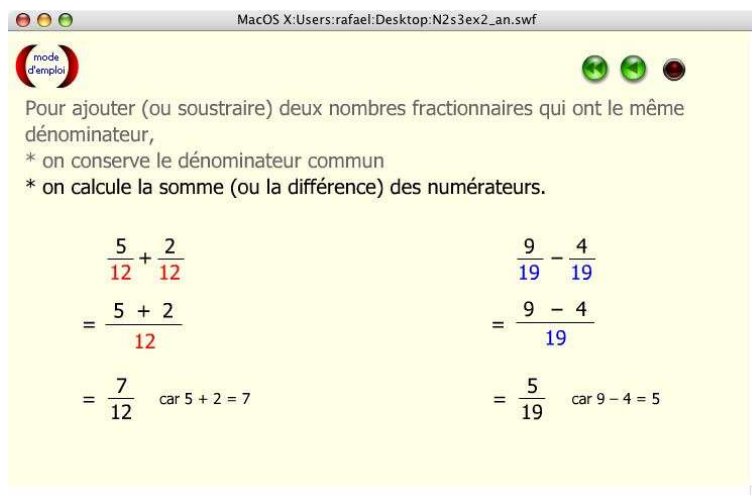 MacOS X:Users:rafael:Desktop:N2s3ex2_an.swf
mode
d'emploi
Pour ajouter (ou soustraire) deux nombres fractionnaires qui ont le même
dénominateur,
* on conserve le dénominateur commun
* on calcule la somme (ou la différence) des numérateurs.
5/12 + 2/12
= (5 + 2)/12
= 7/12 car 5 + 2 = 7
9/19 – 4/19
= (9 – 4)/19
= 5/19 car 9 – 4 = 5